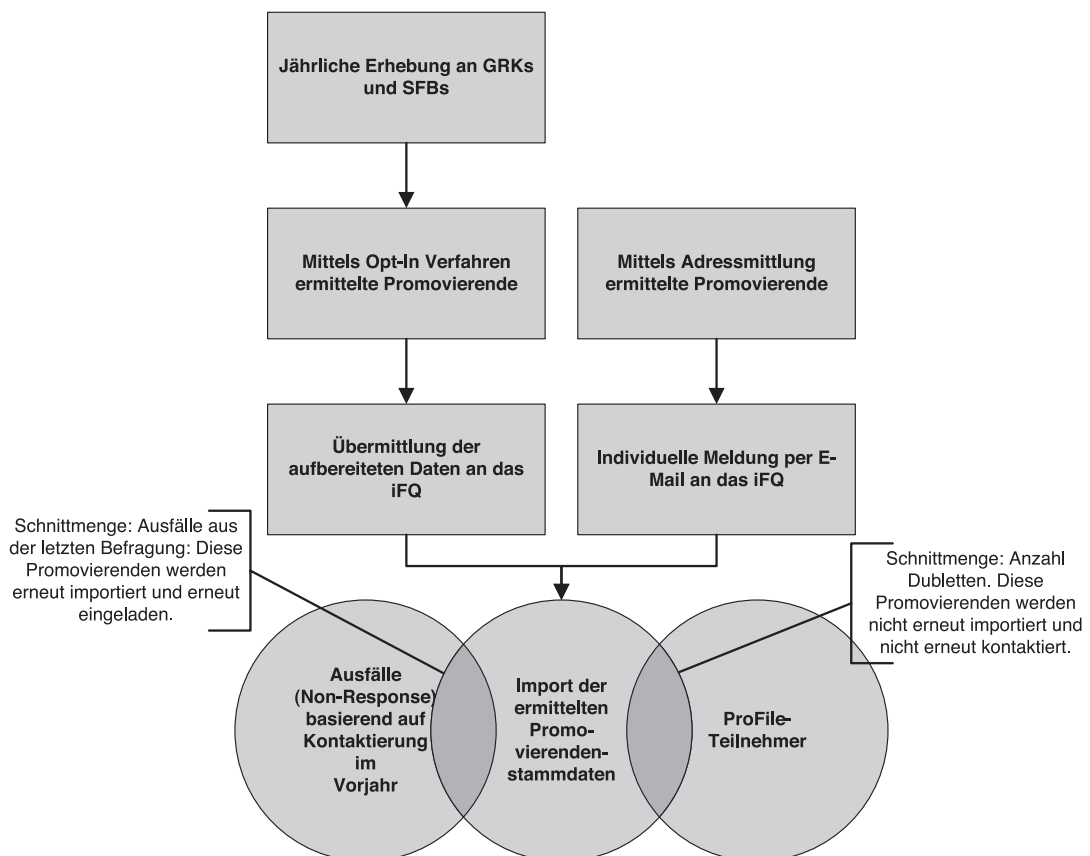 Jährliche Erhebung an GRKs
und SFBs
Mittels Opt-In Verfahren
ermittelte Promovierende
Mittels Adressmittlung
ermittelte Promovierende
Übermittlung der
aufbereiteten Daten an das
iFQ
Individuelle Meldung per E-
Mail an das iFQ
Schnittmenge: Ausfälle aus
der letzten Befragung: Diese
Promovierenden werden
erneut importiert und erneut
eingeladen.
Schnittmenge: Anzahl
Dubletten. Diese
Promovierenden werden
nicht erneut importiert und
nicht erneut kontaktiert.
Ausfälle
(Non-Response)
basierend auf
Kontaktierung
im
Vorjahr
Import der
ermittelten
Promo-
vierenden-
stammdaten
ProFile-
Teilnehmer